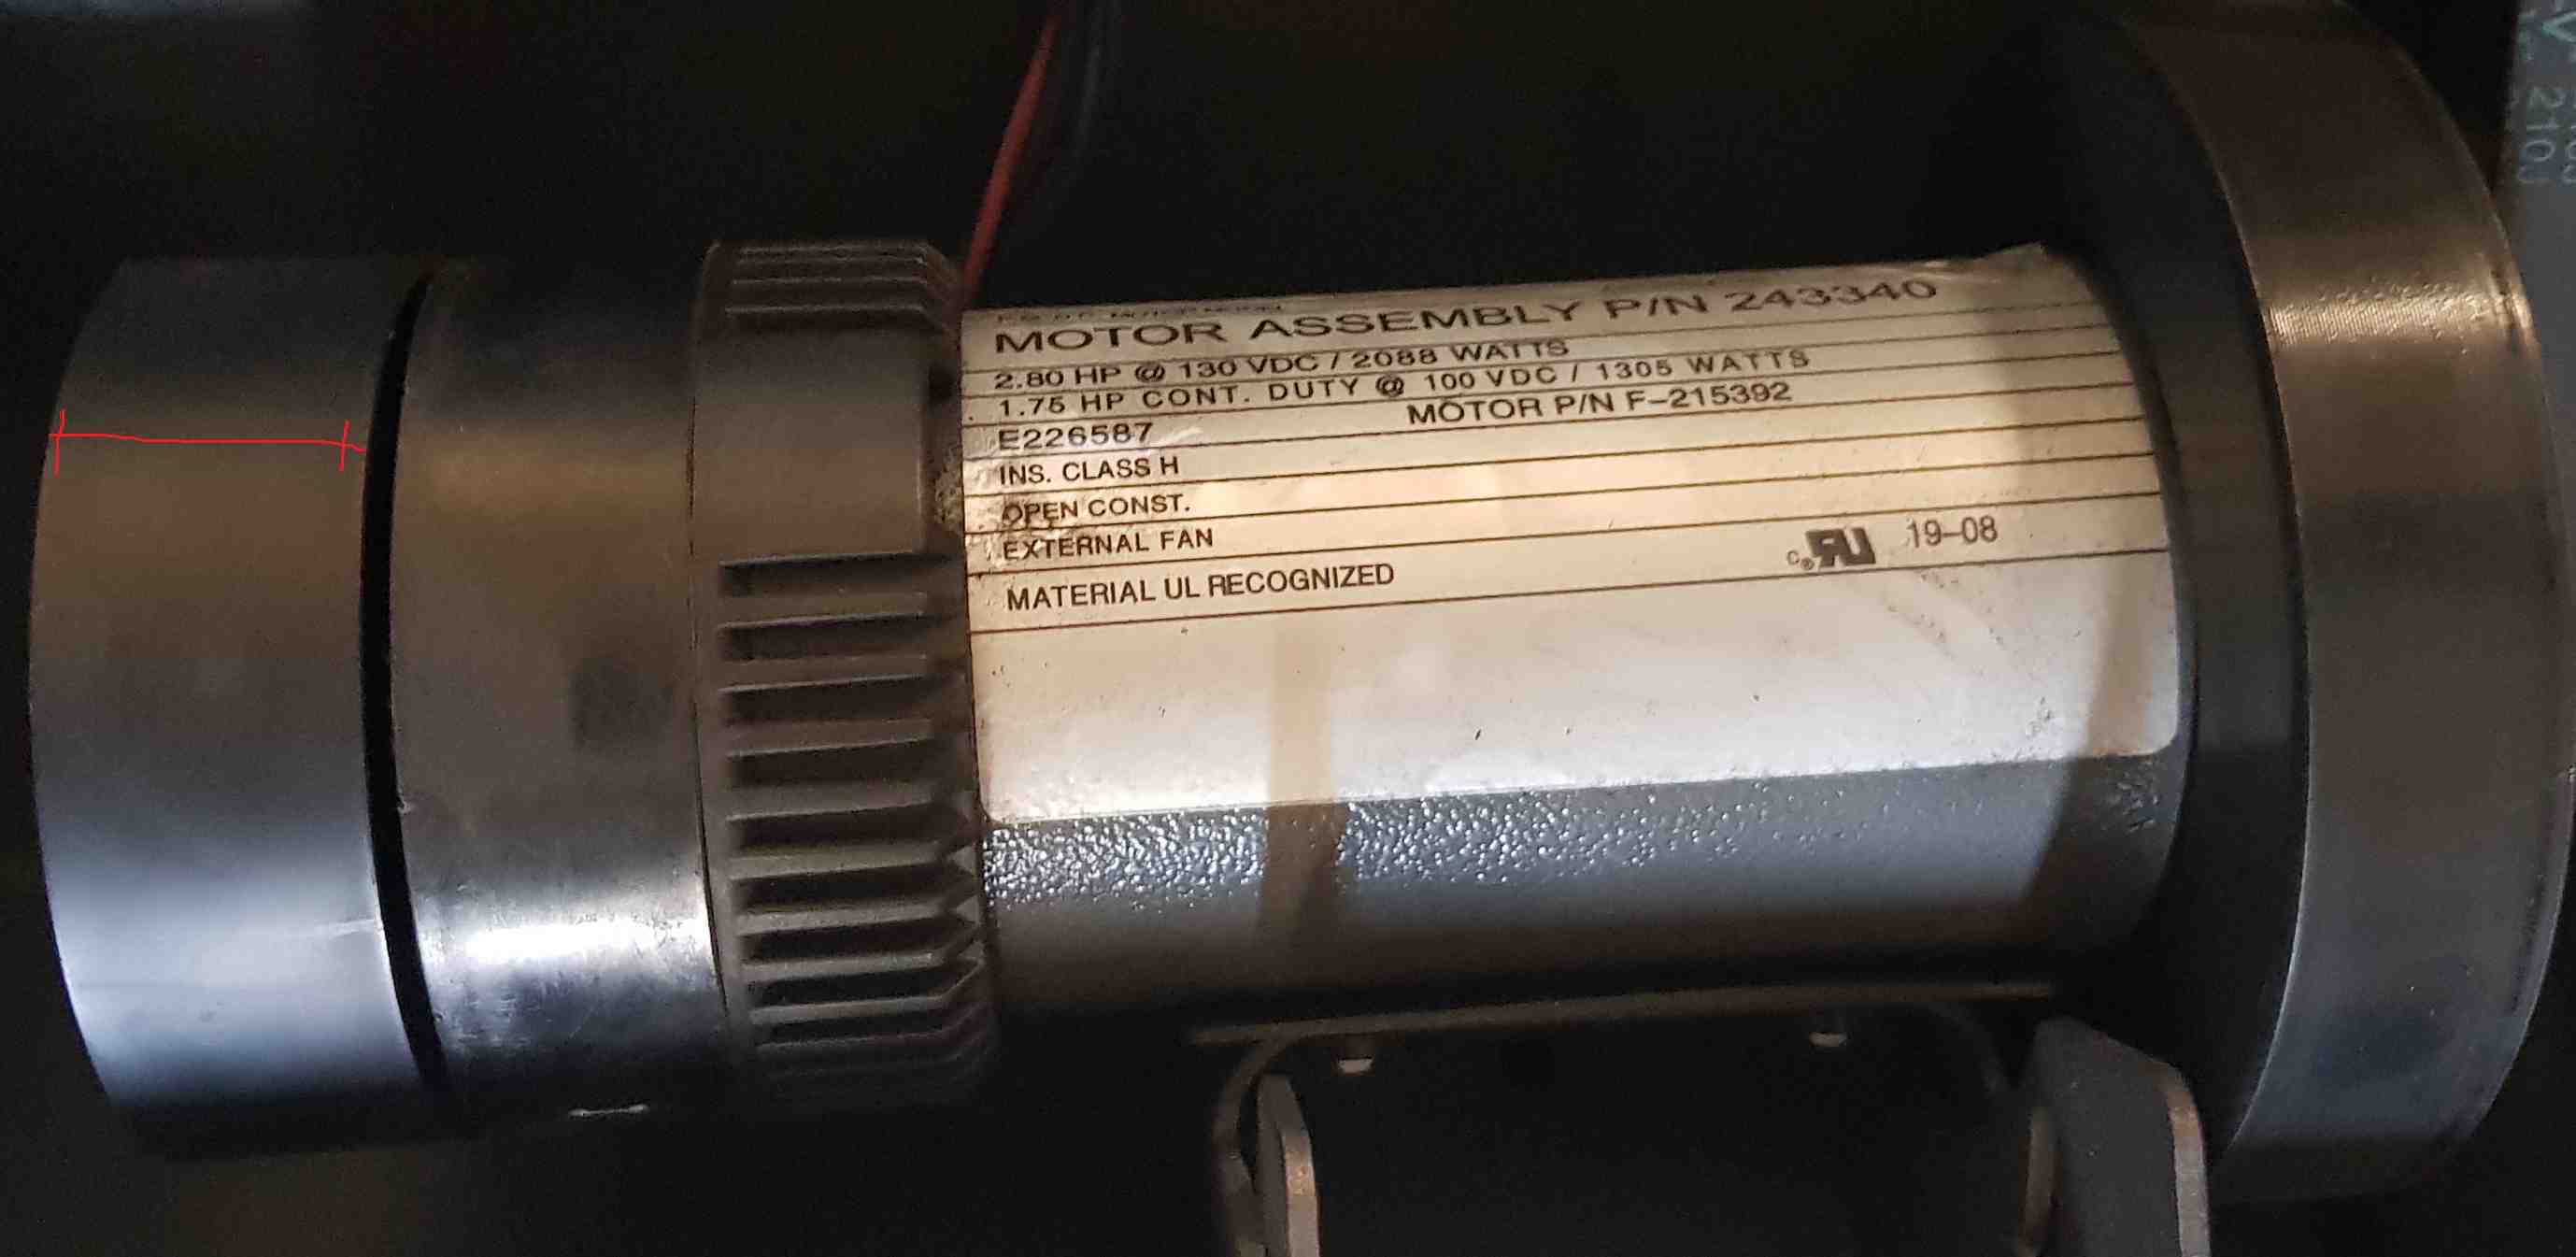 MOTOR ASSEMBLY P/N 243340
2.80 HP @ 130 VDC / 2088 WATTS
1.75 HP CONT. DUTY @ 100 VDC / 1305 WATTS
E226587 MOTOR P/N F-215392
INS. CLASS H
OPEN CONST.
EXTERNAL FAN
19-08
MATERIAL UL RECOGNIZED